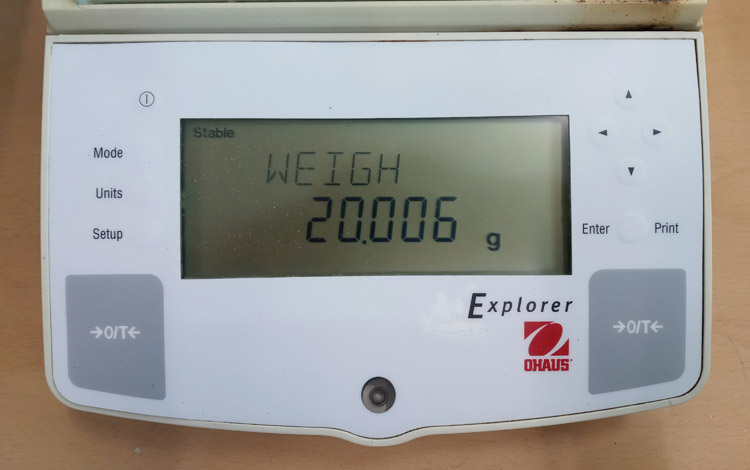 Stable
WEIGH
20.006 g
Mode
Units
Setup
Enter Print
→0/T←
→0/T←
Explorer
OHAUS